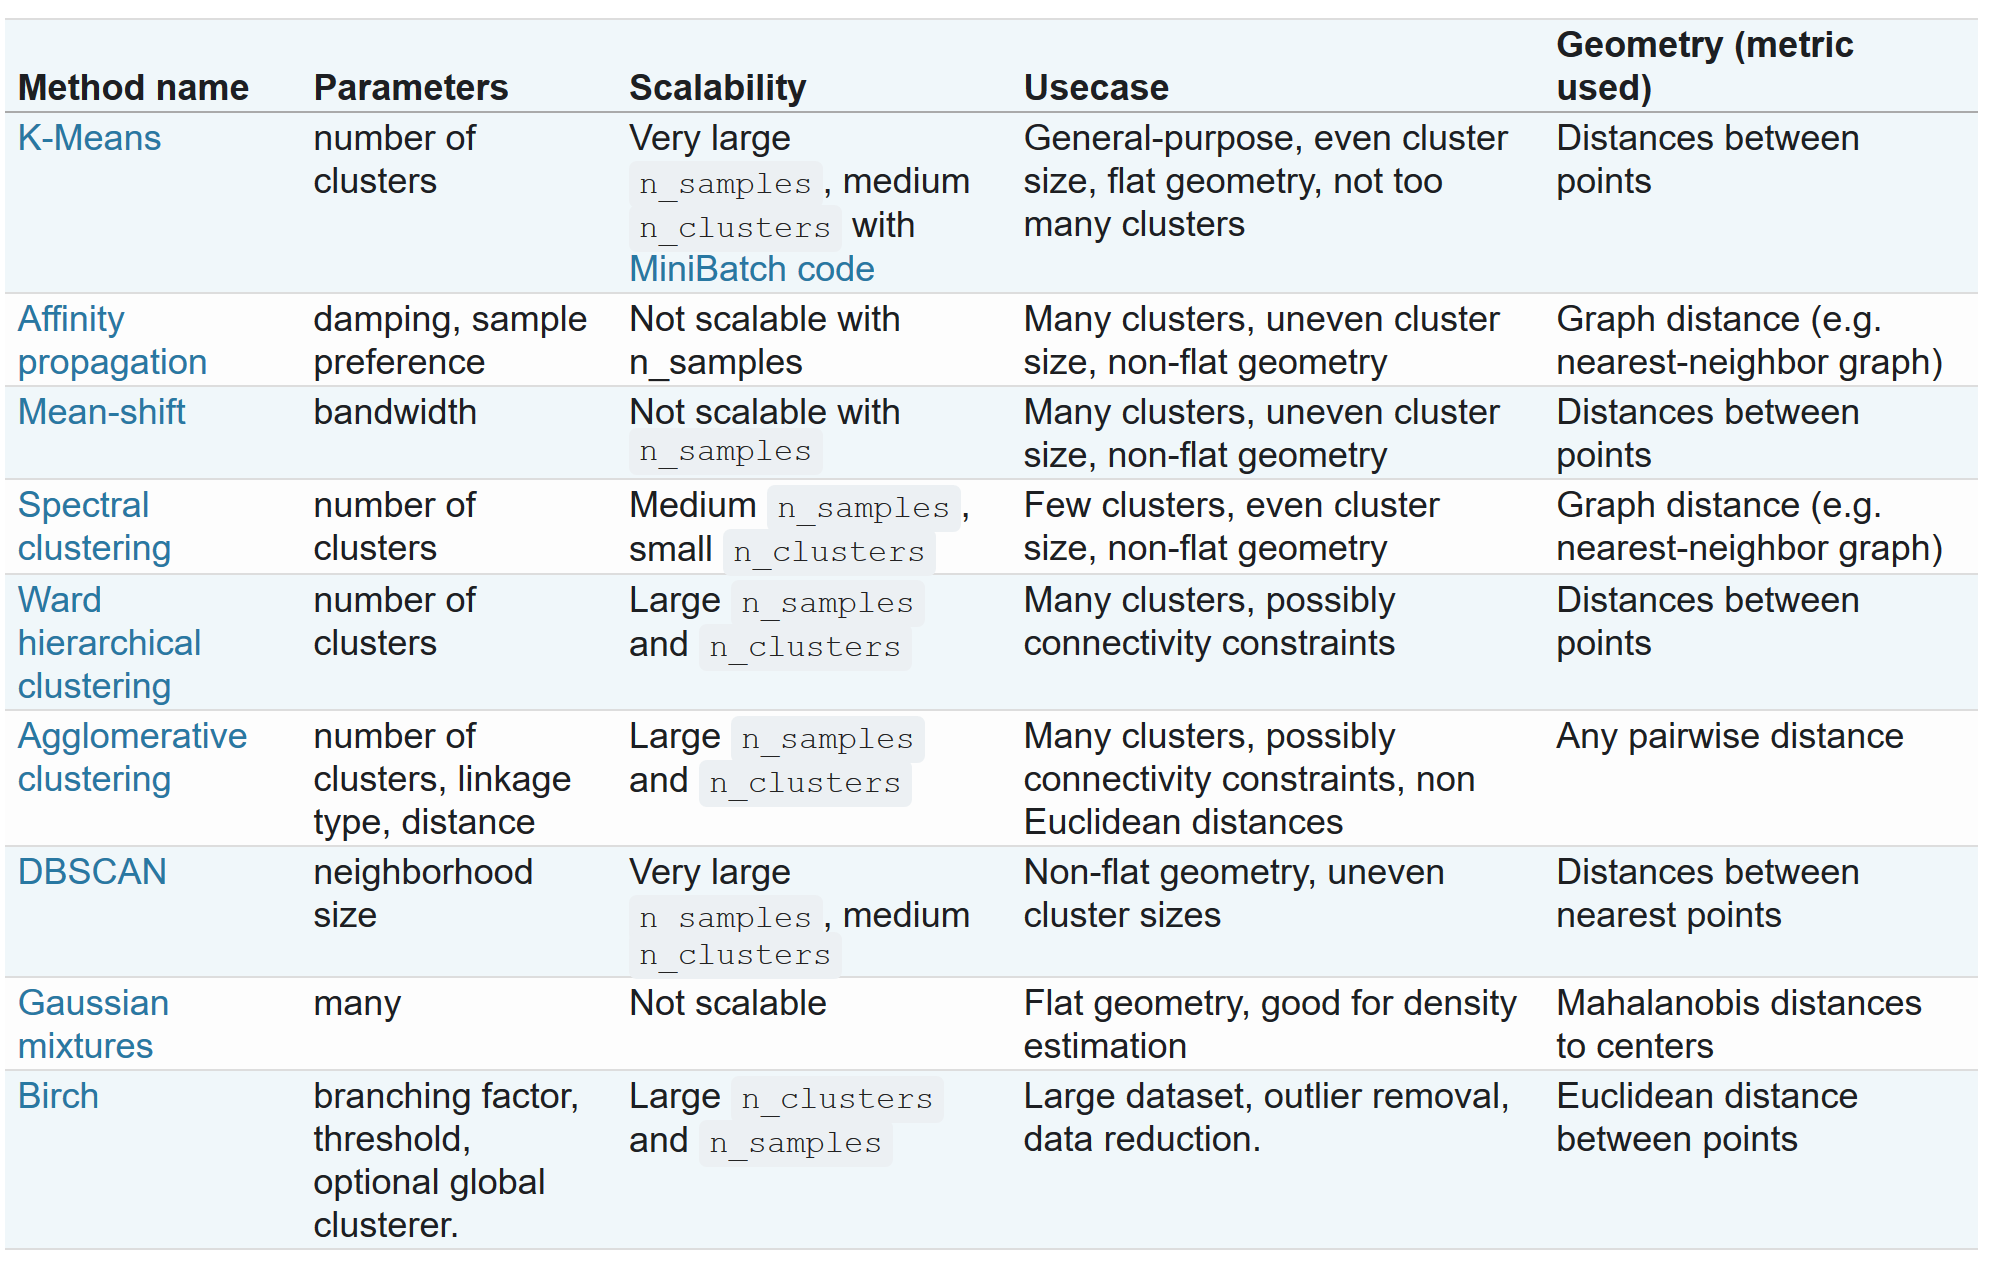 Geometry (metric
Method name Parameters Scalability Usecase used)
K-Means number of Very large General-purpose, even cluster Distances between
clusters n_samples, medium size, flat geometry, not too points
n_clusters with many clusters
MiniBatch code
Affinity damping, sample Not scalable with Many clusters, uneven cluster Graph distance (e.g.
propagation preference n_samples size, non-flat geometry nearest-neighbor graph)
Mean-shift bandwidth Not scalable with Many clusters, uneven cluster Distances between
n_samples size, non-flat geometry points
Spectral number of Medium n_samples, Few clusters, even cluster Graph distance (e.g.
clustering clusters small n_clusters size, non-flat geometry nearest-neighbor graph)
Ward number of Large n_samples Many clusters, possibly Distances between
hierarchical clusters and n_clusters connectivity constraints points
clustering
Agglomerative number of Large n_samples Many clusters, possibly Any pairwise distance
clustering clusters, linkage and n_clusters connectivity constraints, non
type, distance Euclidean distances
DBSCAN neighborhood Very large Non-flat geometry, uneven Distances between
size n_samples, medium cluster sizes nearest points
n_clusters
Gaussian many Not scalable Flat geometry, good for density Mahalanobis distances
mixtures estimation to centers
Birch branching factor, Large n_clusters Large dataset, outlier removal, Euclidean distance
threshold, and n_samples data reduction. between points
optional global
clusterer.